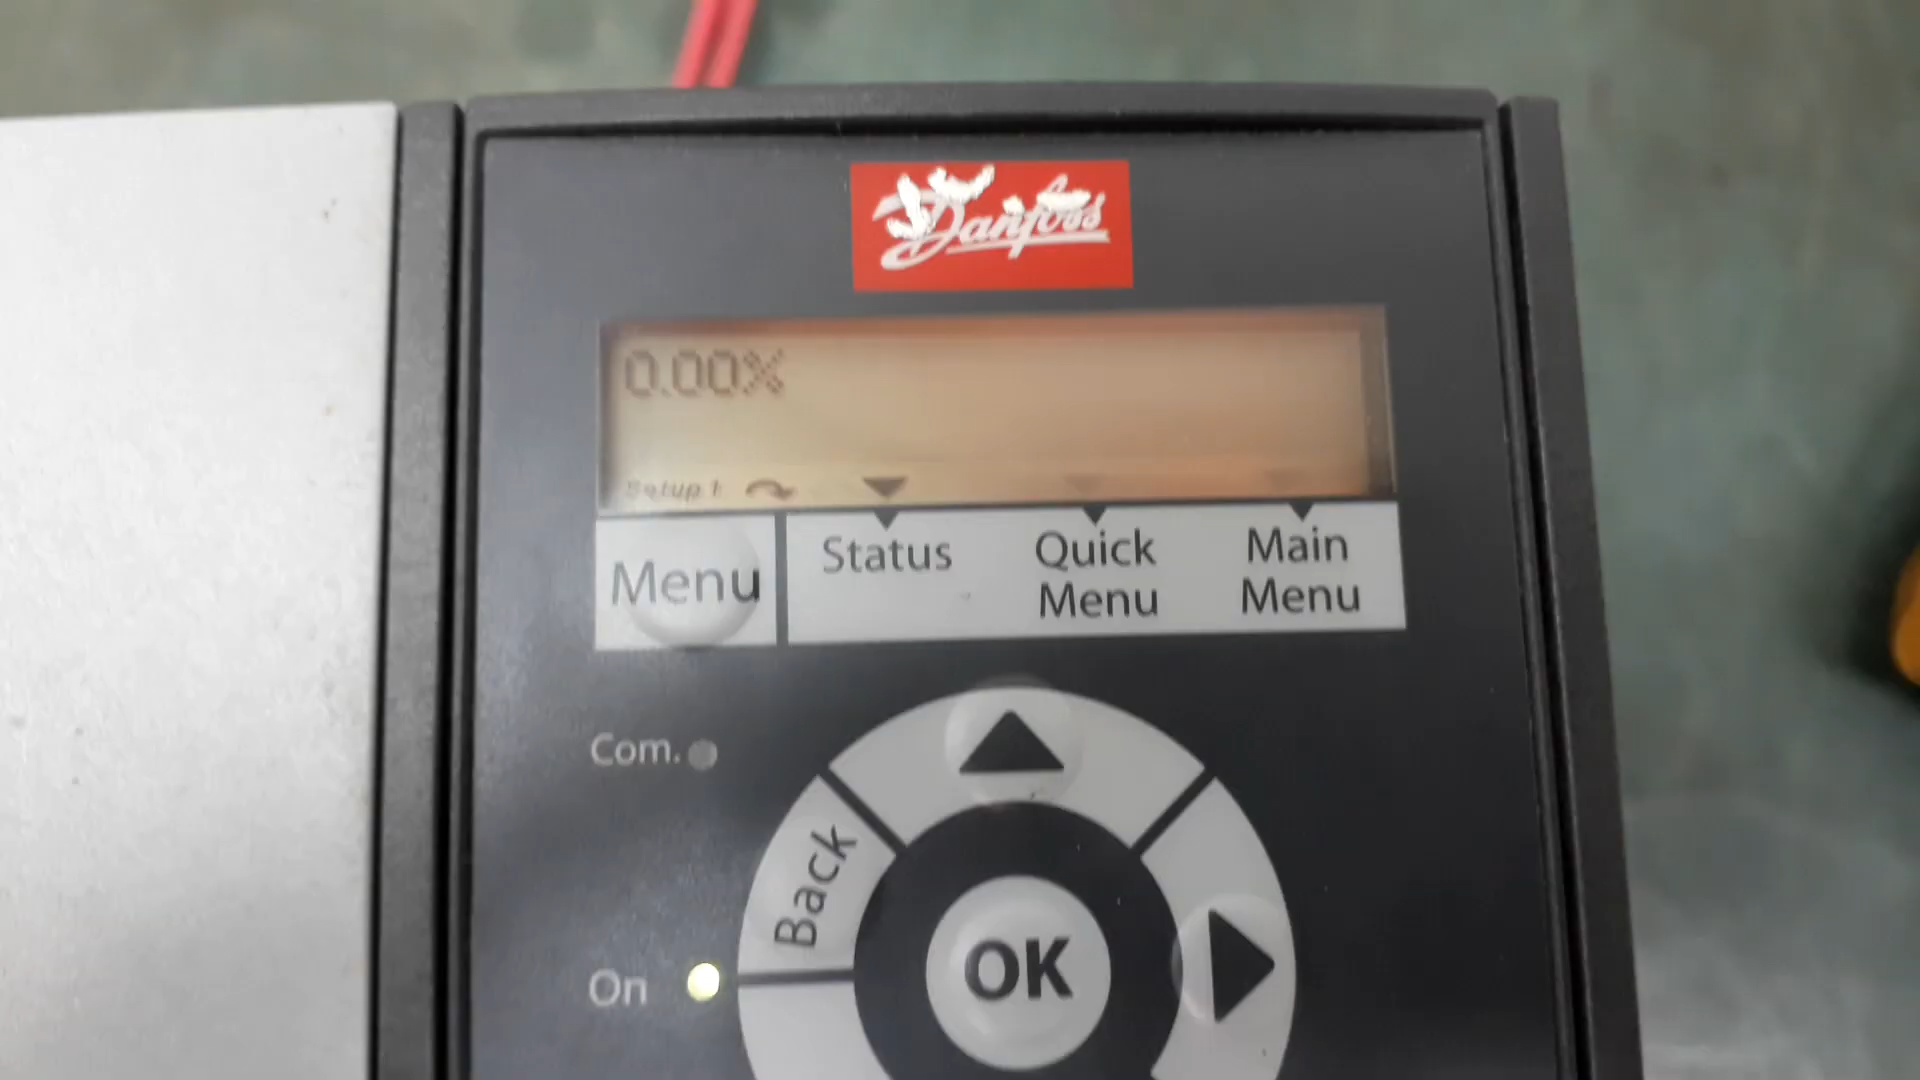 Danfoss
0.00%
Setup 1
Menu
Status
Quick
Menu
Main
Menu
Com.
Back
OK
On